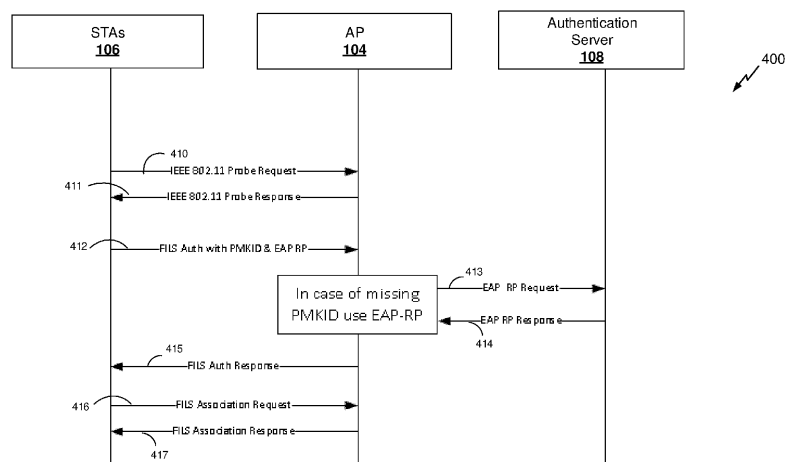 STAs
106
AP
104
Authentication
Server
108
400
410
IEEE 802.11 Probe Request
411
IEEE 802.11 Probe Response
412
FILS Auth with PMKID & EAP RP
In case of missing
PMKID use EAP-RP
413
EAP RP Request
EAP RP Response
414
415
FILS Auth Response
416
FILS Association Request
FILS Association Response
417